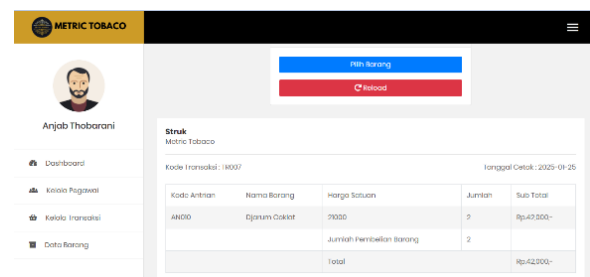 METRIC TOBACO
Pilih Barang
Reload
Anjab Thobarani
Struk
Metric Tobaco
Dashboard
Kode Transaksi : TR007
Tanggal Cetak : 2025-01-25
Kelola Pegawai
Kelola Transaksi
Data Barang
Kode Antrian Nama Barang Harga Satuan Jumlah Sub Total
AN010 Djarum Coklat 21000 2 Rp.42,000,-
Jumlah Pembelian Barang 2
Total Rp.42,000,-